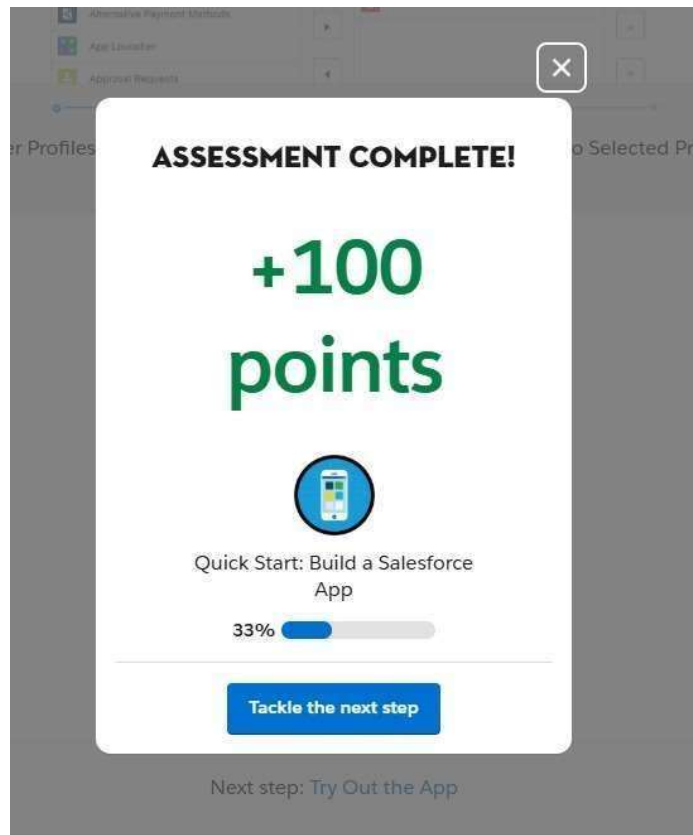 Alternative Payment Methods
App Launcher
Approval Requests
×
er Profiles
o Selected Pr
ASSESSMENT COMPLETE!
+100
points
Quick Start: Build a Salesforce
App
33%
Tackle the next step
Next step: Try Out the App